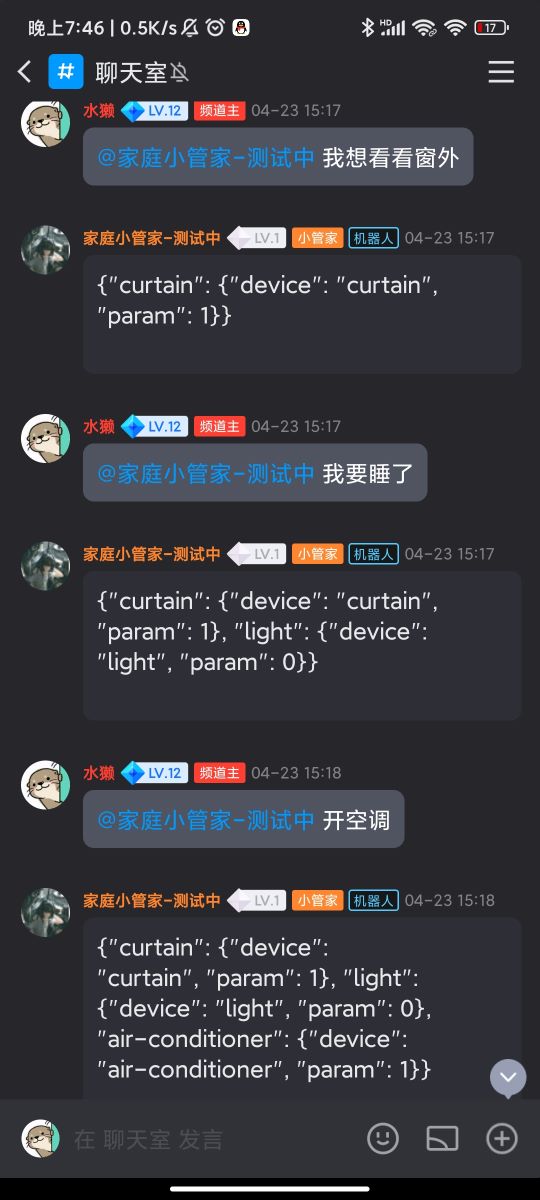 晚上7:46 | 0.5K/s
HD 17
# 聊天室
水獭 LV.12 频道主 04-23 15:17
@家庭小管家-测试中 我想看看窗外
家庭小管家-测试中 LV.1 小管家 机器人 04-23 15:17
{"curtain": {"device": "curtain",
"param": 1}}
水獭 LV.12 频道主 04-23 15:17
@家庭小管家-测试中 我要睡了
家庭小管家-测试中 LV.1 小管家 机器人 04-23 15:17
{"curtain": {"device": "curtain",
"param": 1}, "light": {"device":
"light", "param": 0}}
水獭 LV.12 频道主 04-23 15:18
@家庭小管家-测试中 开空调
家庭小管家-测试中 LV.1 小管家 机器人 04-23 15:18
{"curtain": {"device":
"curtain", "param": 1}, "light":
{"device": "light", "param": 0},
"air-conditioner": {"device":
"air-conditioner", "param": 1}}
在 聊天室 发言